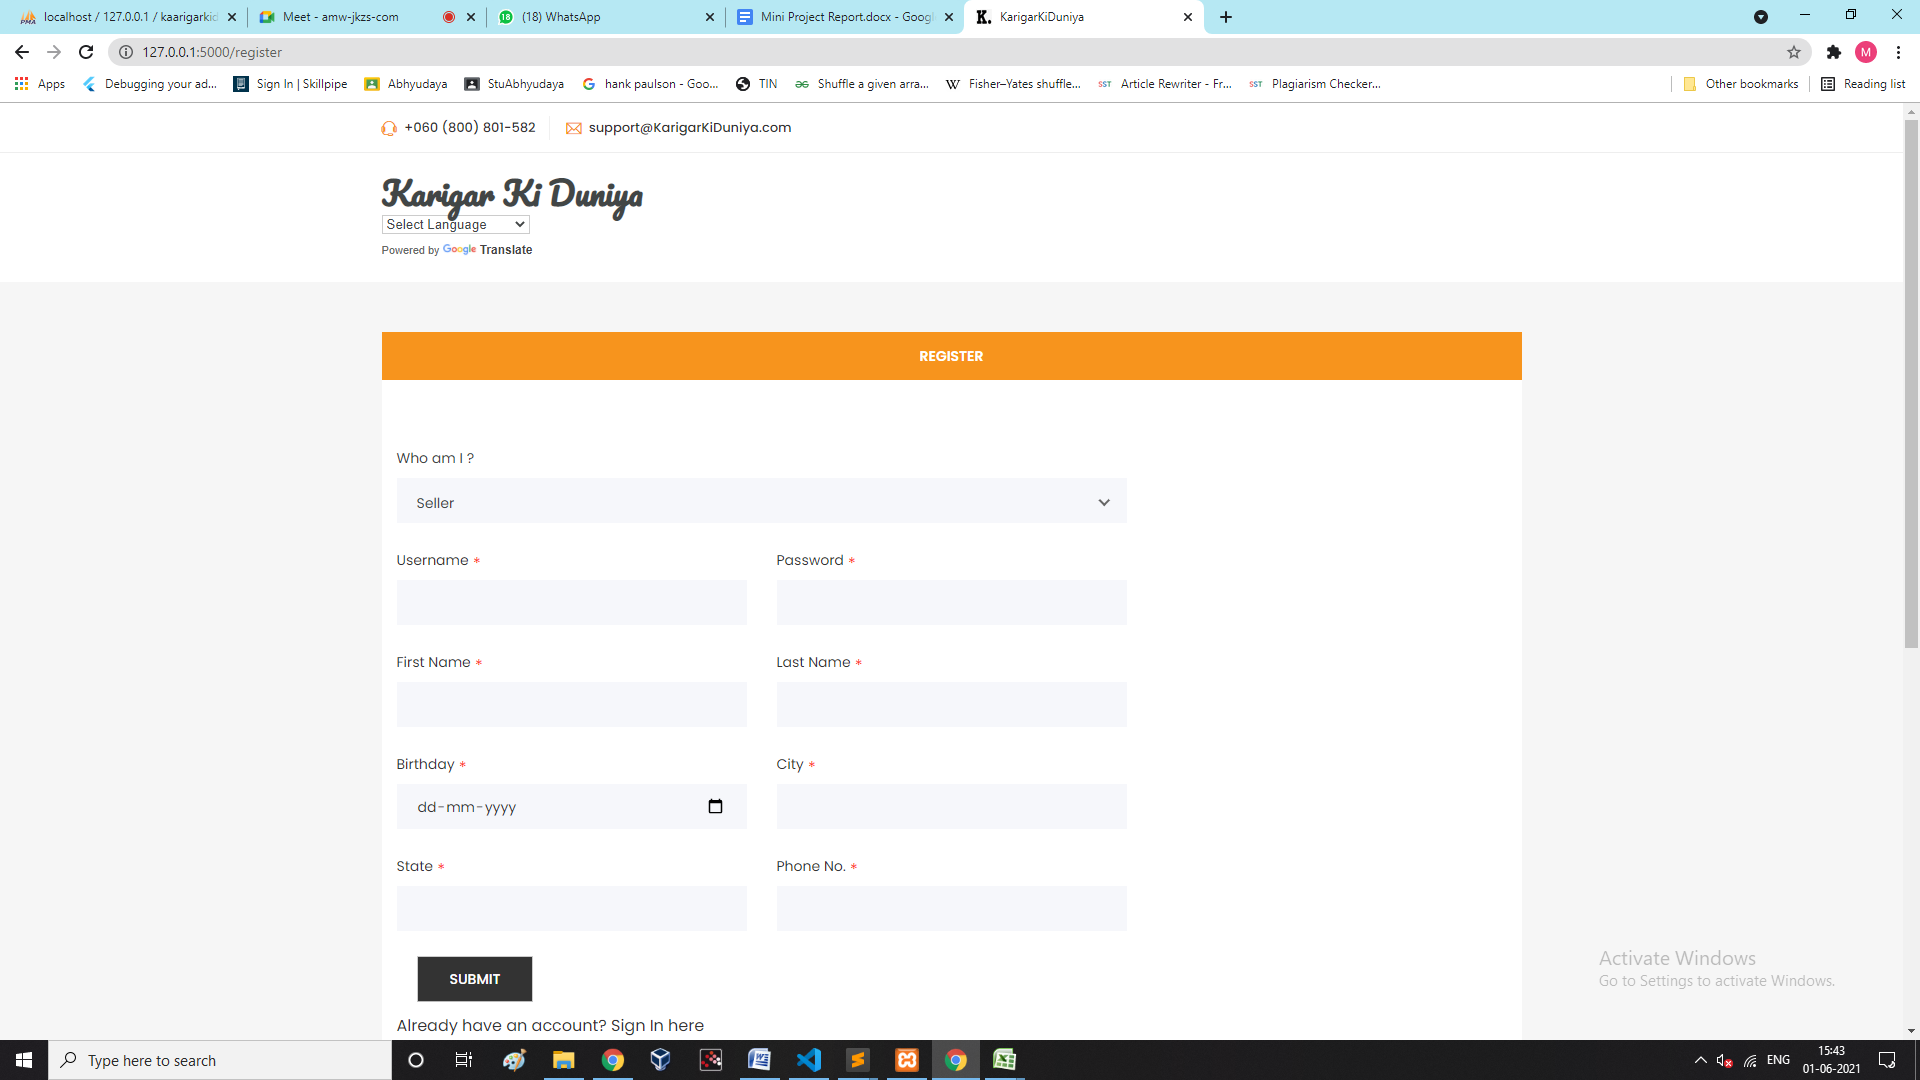 localhost / 127.0.0.1 / kaarigarkid
Meet - amw-jkzs-com
(18) WhatsApp
Mini Project Report.docx - Googl
KarigarKiDuniya
127.0.0.1:5000/register
M
Apps
Debugging your ad...
Sign In | Skillpipe
Abhyudaya
StuAbhyudaya
hank paulson - Goo...
TIN
Shuffle a given arra...
Fisher–Yates shuffle...
SST Article Rewriter - Fr...
SST Plagiarism Checker...
Other bookmarks
Reading list
+060 (800) 801-582
support@KarigarKiDuniya.com
Karigar Ki Duniya
Select Language
Powered by Google Translate
REGISTER
Who am I ?
Seller
Username *
Password *
First Name *
Last Name *
Birthday *
City *
dd-mm-yyyy
State *
Phone No. *
SUBMIT
Already have an account? Sign In here
Activate Windows
Go to Settings to activate Windows.
Type here to search
ENG
15:43
01-06-2021